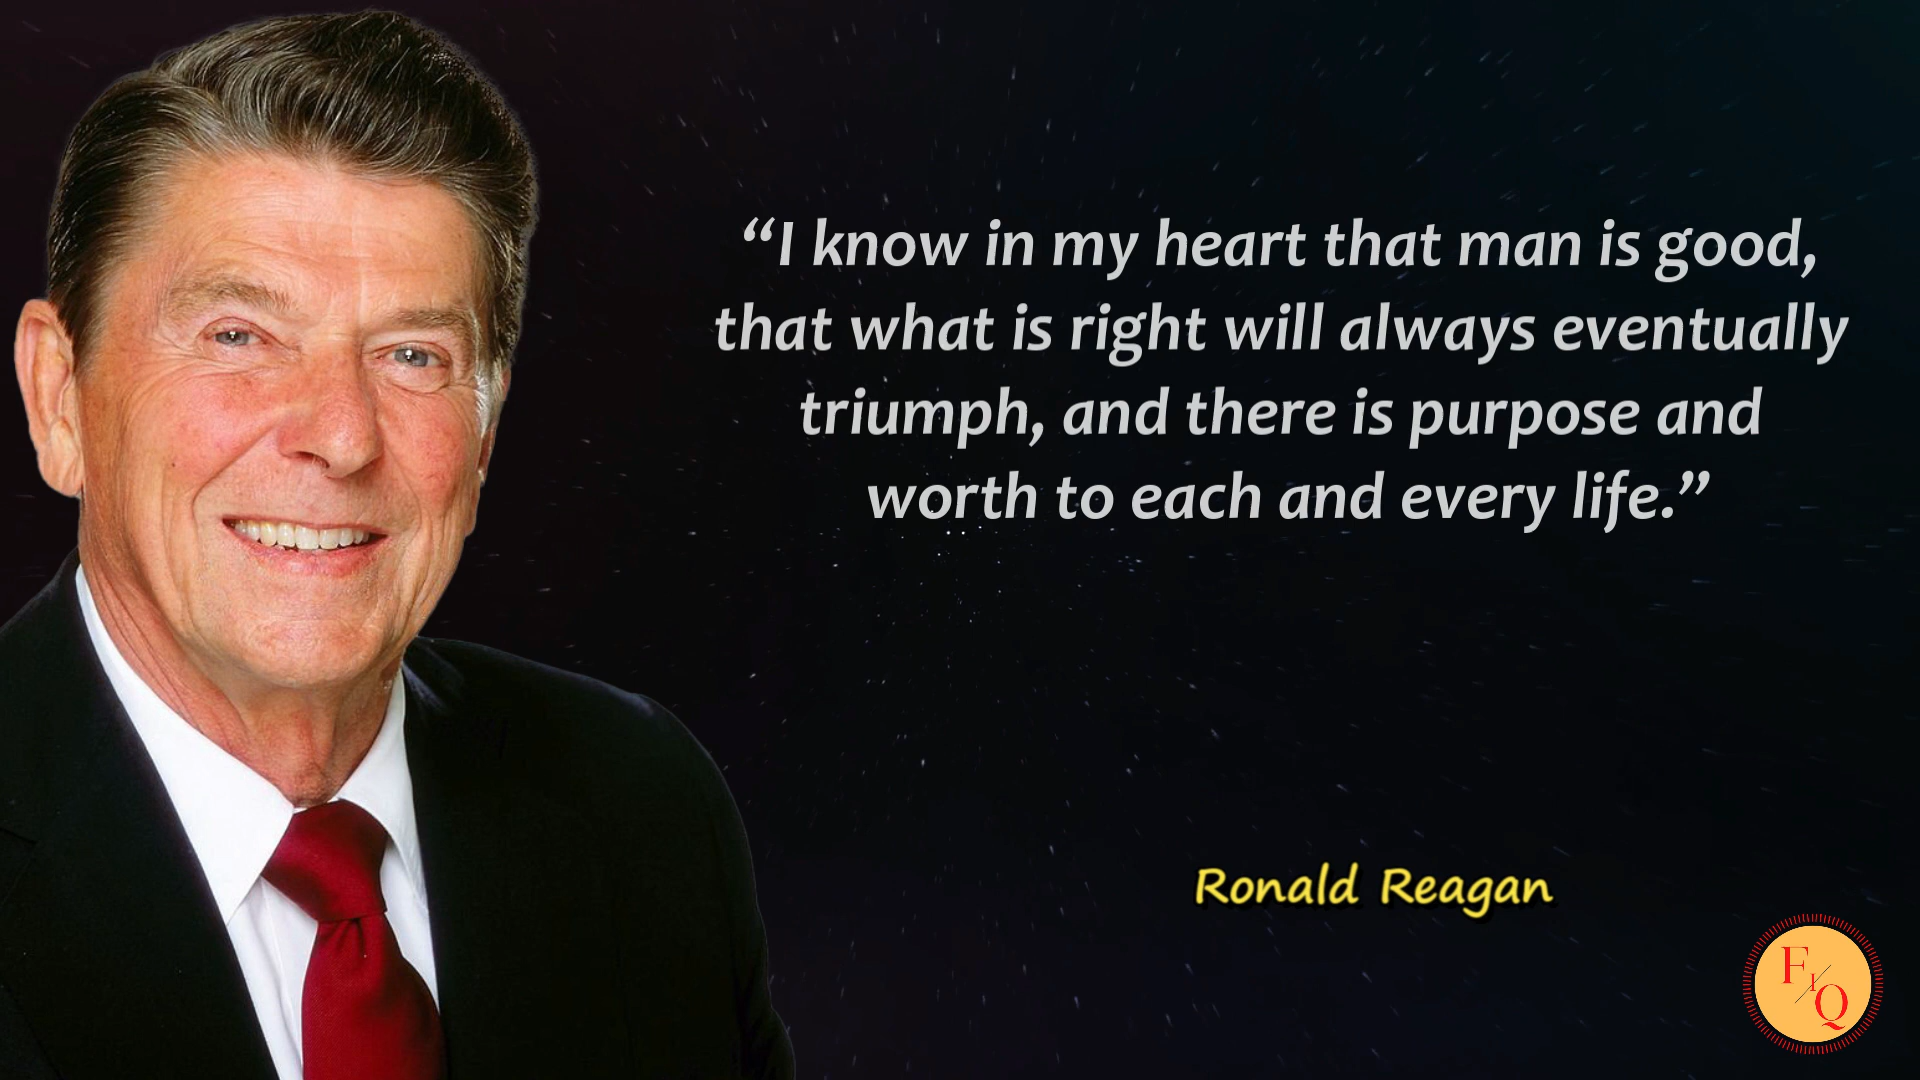 “I know in my heart that man is good,
that what is right will always eventually
triumph, and there is purpose and
worth to each and every life.”
Ronald Reagan
F
I
Q